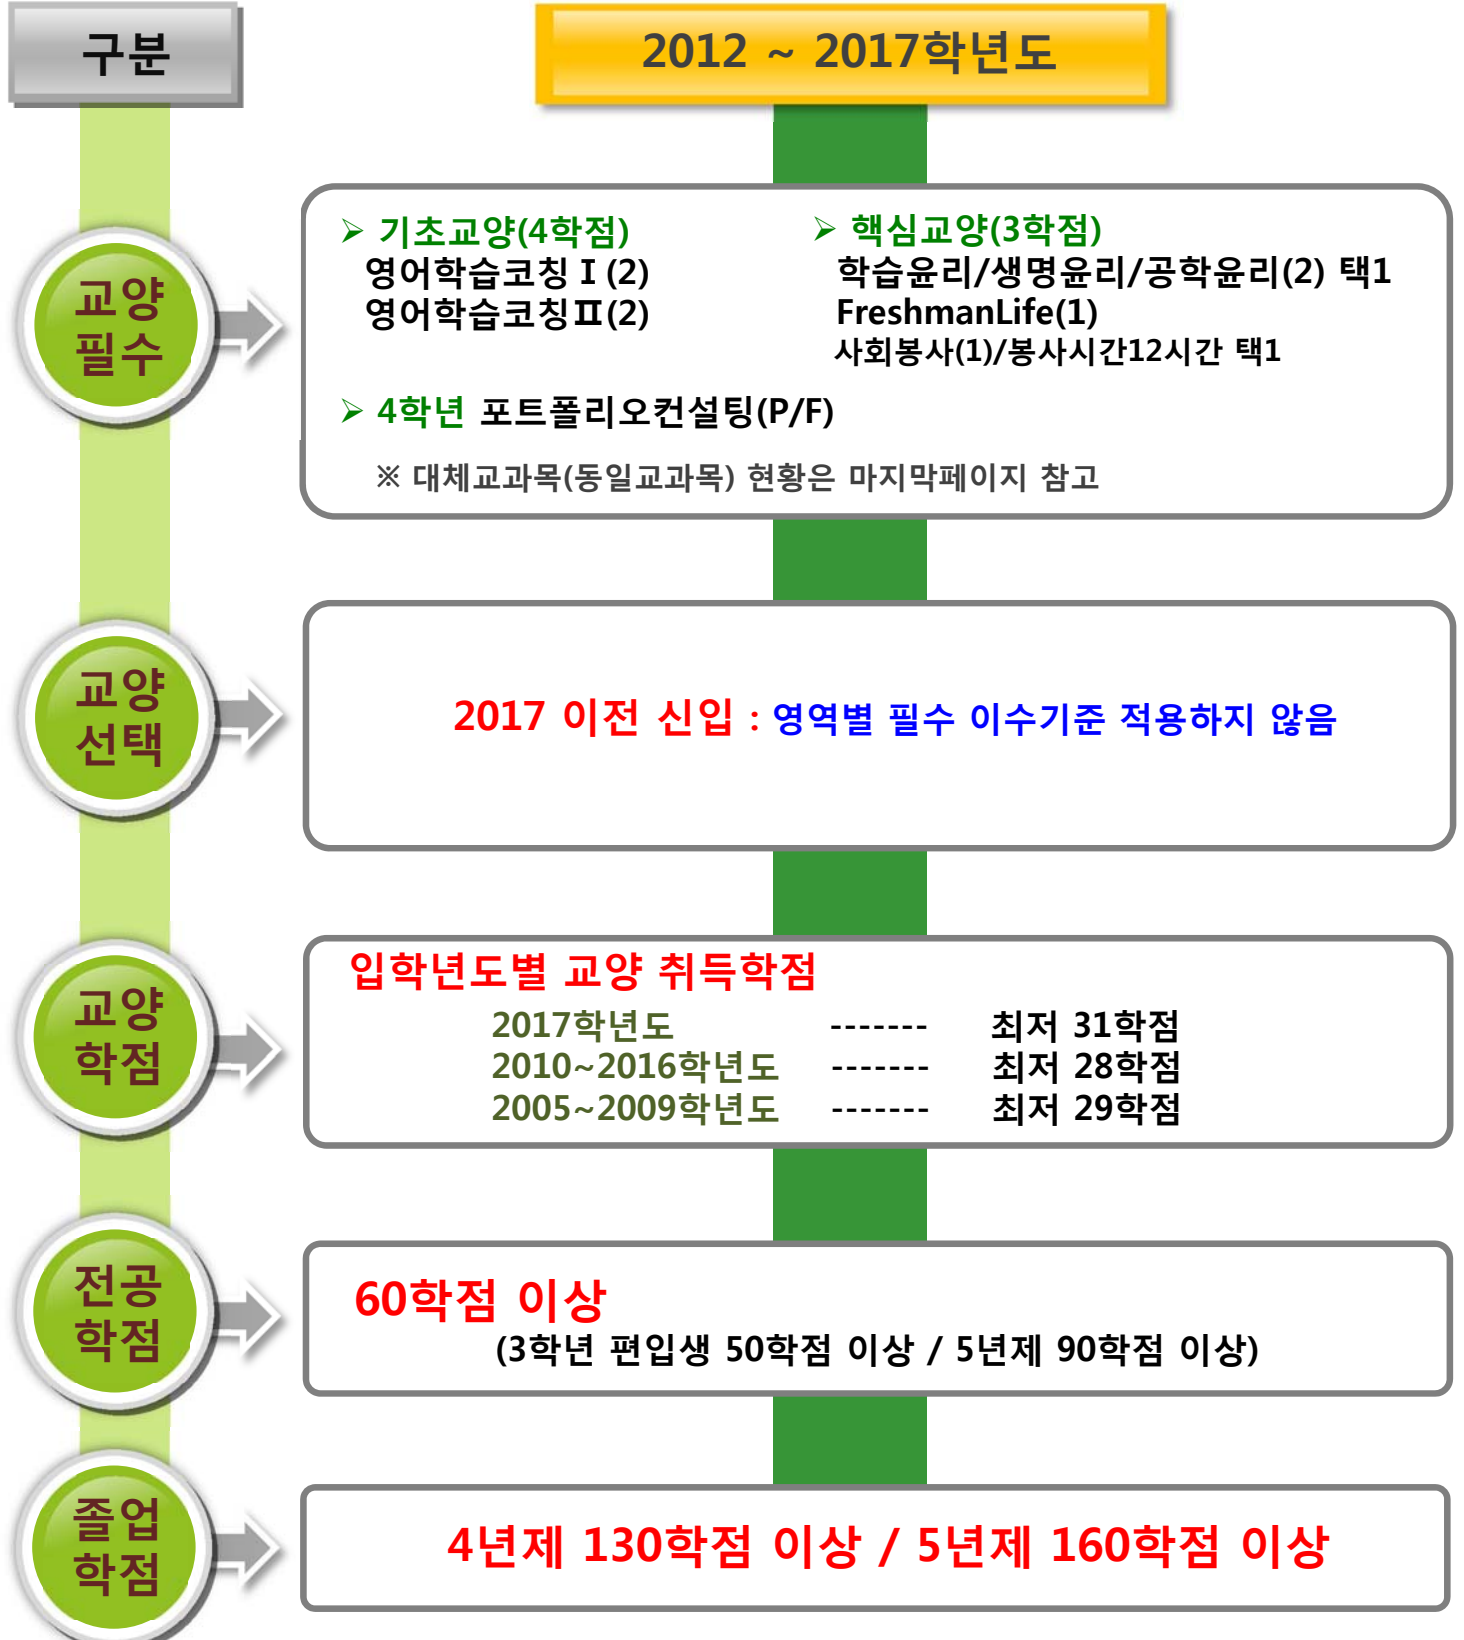 구분
2012 ~ 2017학년도
교양
필수
➢ 기초교양(4학점)
영어학습코칭Ⅰ(2)
영어학습코칭Ⅱ(2)
➢ 핵심교양(3학점)
학습윤리/생명윤리/공학윤리(2) 택1
FreshmanLife(1)
사회봉사(1)/봉사시간12시간 택1
➢ 4학년 포트폴리오컨설팅(P/F)
※ 대체교과목(동일교과목) 현황은 마지막페이지 참고
교양
선택
2017 이전 신입 : 영역별 필수 이수기준 적용하지 않음
교양
학점
입학년도별 교양 취득학점
2017학년도 ------- 최저 31학점
2010~2016학년도 ------- 최저 28학점
2005~2009학년도 ------- 최저 29학점
전공
학점
60학점 이상
(3학년 편입생 50학점 이상 / 5년제 90학점 이상)
졸업
학점
4년제 130학점 이상 / 5년제 160학점 이상